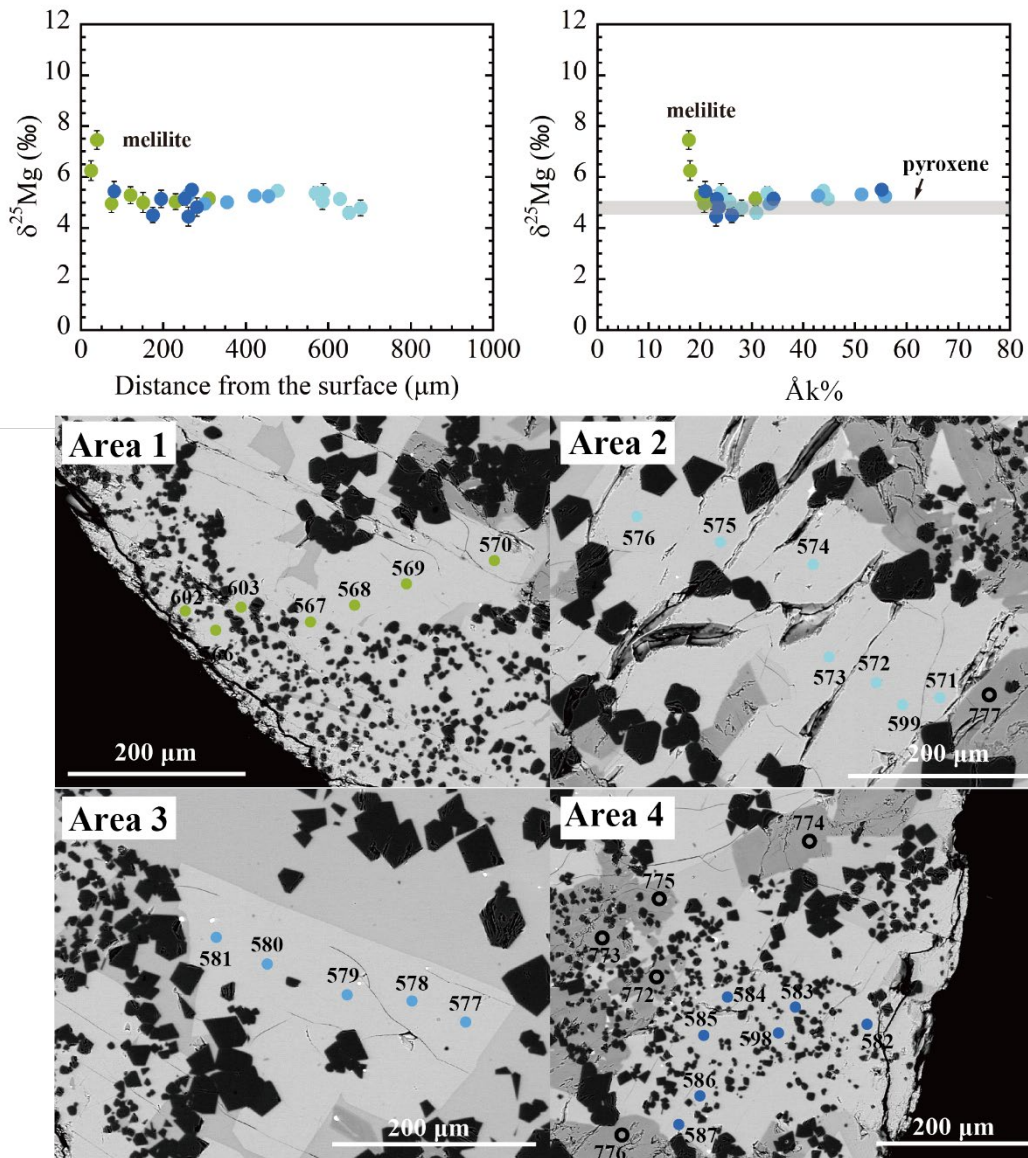 12
10
8
6
4
2
0
δ²⁵Mg (‰)
melilite
0 200 400 600 800 1000
Distance from the surface (μm)
12
10
8
6
4
2
0
δ²⁵Mg (‰)
melilite
pyroxene
0 10 20 30 40 50 60 70 80
Åk%
Area 1
570
569
568
603
602
567
200 μm
Area 2
576
575
574
573
572
571
599
777
200 μm
Area 3
581
580
579
578
577
200 μm
Area 4
774
775
773
772
584
583
585
598
582
586
587
776
200 μm